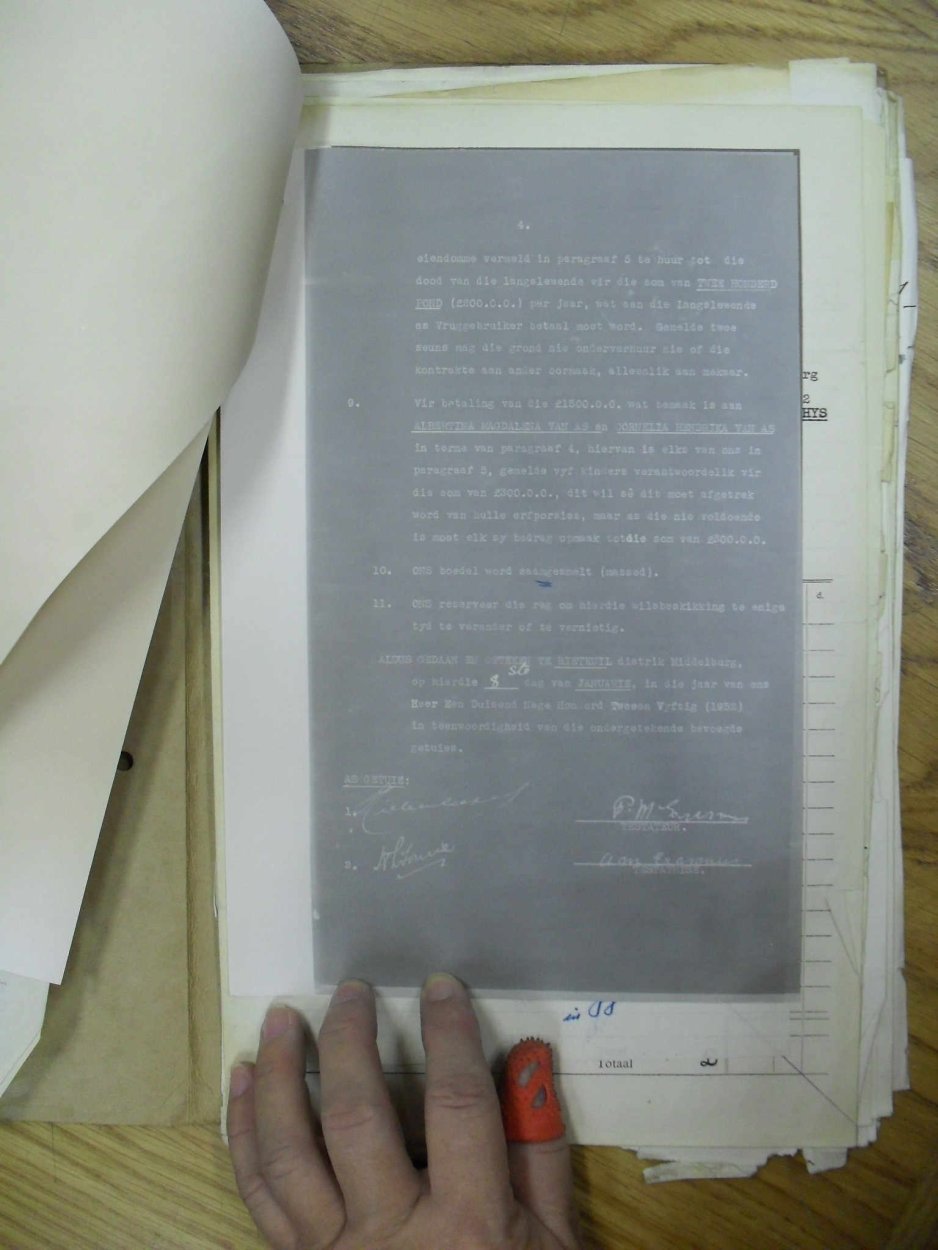 4.
eiendomme vermeld in paragraaf 5 te huur tot die
dood van die langslewende vir die som van TWEE HONDERD
POND (£200.0.0.) per jaar, wat aan die langslewende
as Vruggebruiker betaal moet word. Gemelde twee
seuns mag die grond nie onderverhuur nie of die
kontrakte aan ander oormaak, alleenlik aan mekaar.
9. Vir betaling van die £1500.0.0. wat bemaak is aan
ALBERTINA MAGDALENA VAN AS en CORNELIA HENDRIKA VAN AS
in terme van paragraaf 4, hiervan is elks van ons in
paragraaf 5, gemelde vyf kinders verantwoordelik vir
die som van £300.0.0., dit wil sê dit moet afgetrek
word van hulle erfporsies, maar as die nie voldoende
is moet elk sy bedrag opmaak totdie som van £300.0.0.
10. ONS boedel word saamgesmelt (massed).
11. ONS reserveer die reg om hierdie wilsbeskikking te enige
tyd te verander of te vernietig.
ALDUS GEDAAN EN GETEKEN TE RIETKUYL distrik Middelburg,
op hierdie 8 ste dag van JANUARIE, in die jaar van ons
Heer Een Duisend Nege Honderd Tweeen Vyftig (1952)
in teenwoordigheid van die ondergetekende bevoegde
getuies.
AS GETUIE:
1.
TESTATEUR.
2.
TESTATRISE.
rg
2
HYS
d.
Totaal